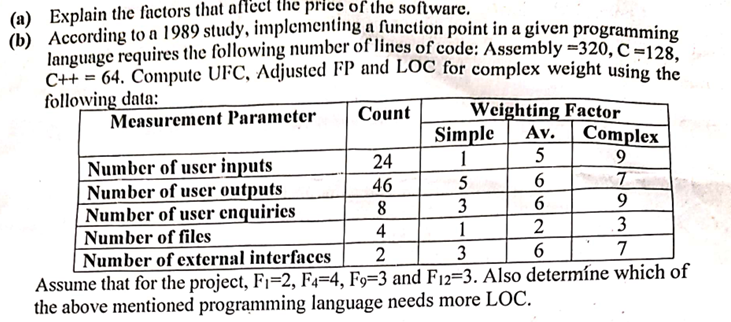 (a) Explain the factors that affect the price of the software.
(b) According to a 1989 study, implementing a function point in a given programming
language requires the following number of lines of code: Assembly =320, C =128,
C++ = 64. Compute UFC, Adjusted FP and LOC for complex weight using the
following data:
Measurement Parameter Count Weighting Factor
Simple Av. Complex
Number of user inputs 24 1 5 9
Number of user outputs 46 5 6 7
Number of user enquiries 8 3 6 9
Number of files 4 1 2 3
Number of external interfaces 2 3 6 7
Assume that for the project, F1=2, F4=4, F9=3 and F12=3. Also determine which of
the above mentioned programming language needs more LOC.